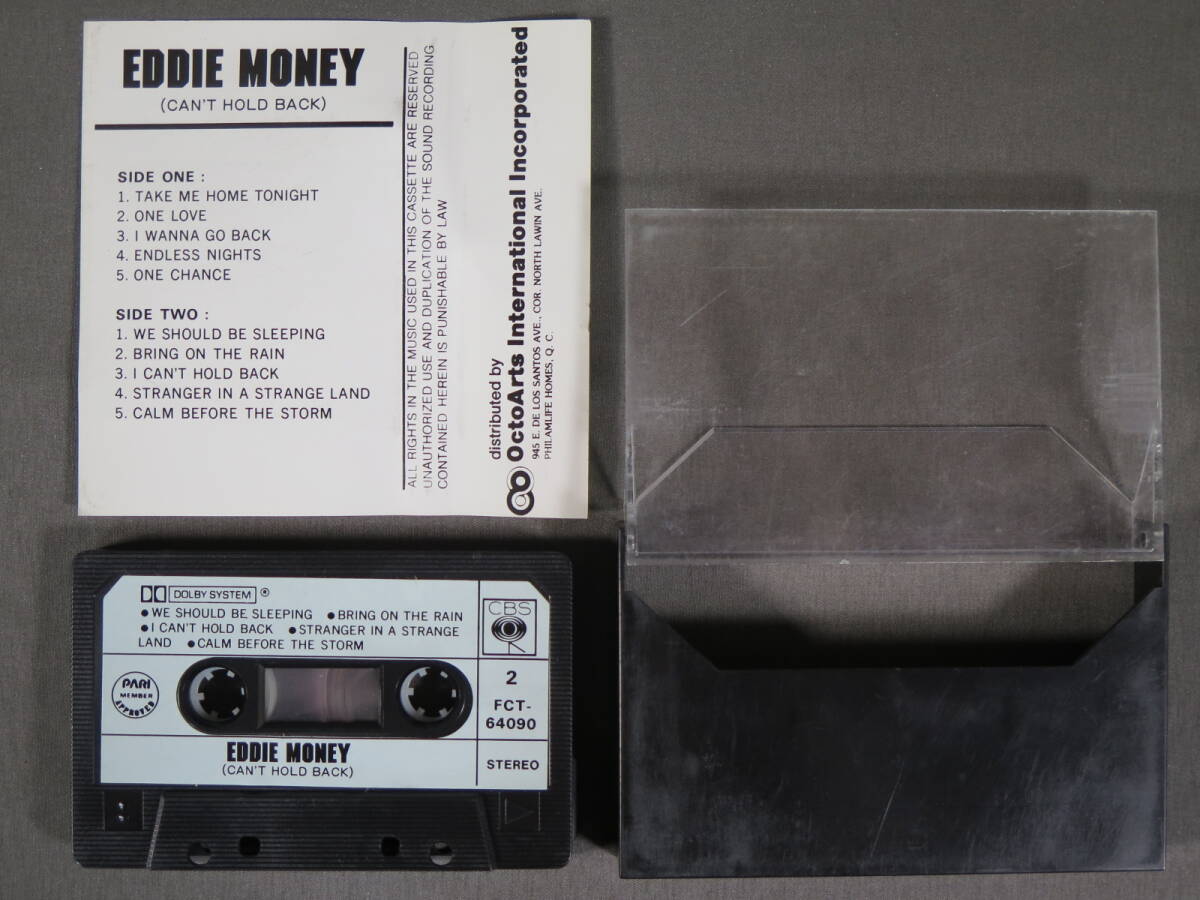 EDDIE MONEY
(CAN'T HOLD BACK)
SIDE ONE :
1. TAKE ME HOME TONIGHT
2. ONE LOVE
3. I WANNA GO BACK
4. ENDLESS NIGHTS
5. ONE CHANCE
SIDE TWO :
1. WE SHOULD BE SLEEPING
2. BRING ON THE RAIN
3. I CAN'T HOLD BACK
4. STRANGER IN A STRANGE LAND
5. CALM BEFORE THE STORM
ALL RIGHTS IN THE MUSIC USED IN THIS CASSETTE ARE RESERVED
UNAUTHORIZED USE AND DUPLICATION OF THE SOUND RECORDING
CONTAINED HEREIN IS PUNISHABLE BY LAW
distributed by
OctoArts International Incorporated
945 E. DE LOS SANTOS AVE., COR. NORTH LAWIN AVE.
PHILAMLIFE HOMES, Q. C.
DOLBY SYSTEM ®
• WE SHOULD BE SLEEPING • BRING ON THE RAIN
• I CAN'T HOLD BACK • STRANGER IN A STRANGE
LAND • CALM BEFORE THE STORM
CBS
PARI
MEMBER
APPROVED
2
FCT-
64090
EDDIE MONEY
(CAN'T HOLD BACK)
STEREO